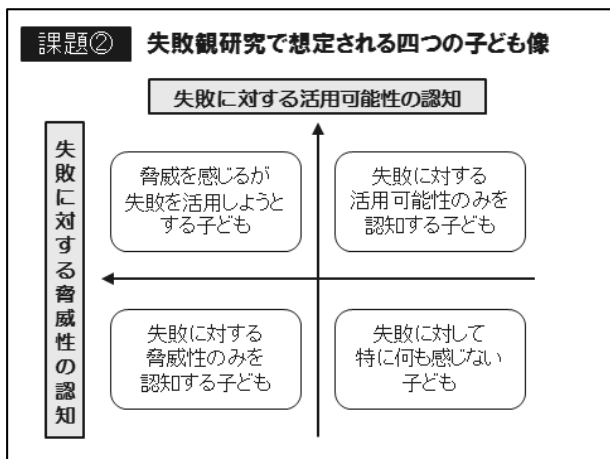 課題②
失敗観研究で想定される四つの子ども像
失敗に対する活用可能性の認知
失敗に対する脅威性の認知
脅威を感じるが
失敗を活用しようと
する子ども
失敗に対する
活用可能性のみを
認知する子ども
失敗に対する
脅威性のみを
認知する子ども
失敗に対して
特に何も感じない
子ども